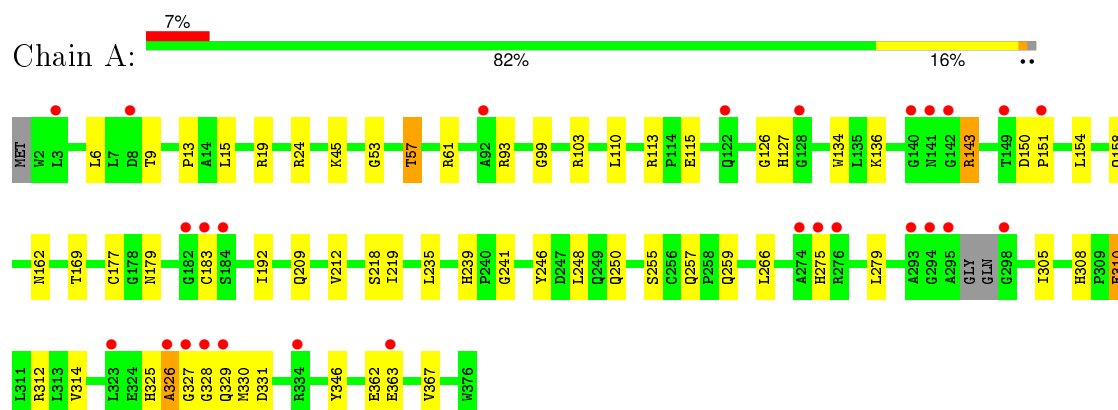 7%
Chain A:
82% 16% ••
MET W2 L3 L6 L7 D8 T9 P13 A14 L15 R19 R24 K45 G53 T57 R61 A92 R93 G99 R103 L110 R113 P114 E115 Q122 G126 H127 G128 W134 L135 K136 G140 N141 G142 R143 T149 D150 P151 L154 Q158
N162 T169 C177 G178 N179 G182 C183 S184 I192 Q209 V212 S218 I219 L235 H239 P240 G241 Y246 D247 L248 Q249 Q250 S255 C256 Q257 P258 Q259 L266 A274 H275 R276 L279 A293 G294 A295 GLY GLN G298 I305 H308 P309 E310
L311 R312 L313 V314 L323 E324 H325 A326 G327 G328 Q329 M330 D331 R334 Y346 E362 E363 V367 W376